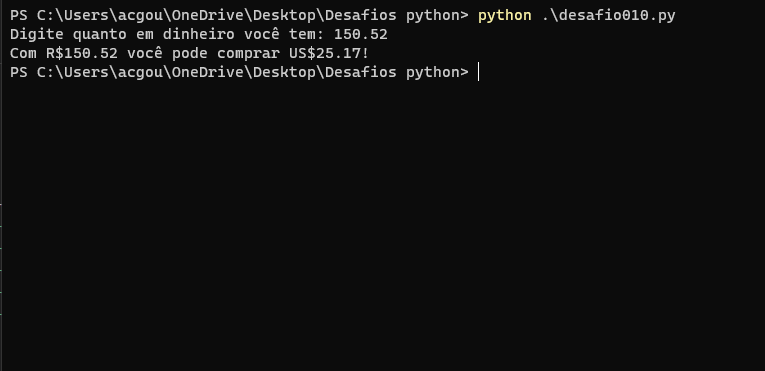 PS C:\Users\acgou\OneDrive\Desktop\Desafios python> python .\desafio010.py
Digite quanto em dinheiro você tem: 150.52
Com R$150.52 você pode comprar US$25.17!
PS C:\Users\acgou\OneDrive\Desktop\Desafios python>